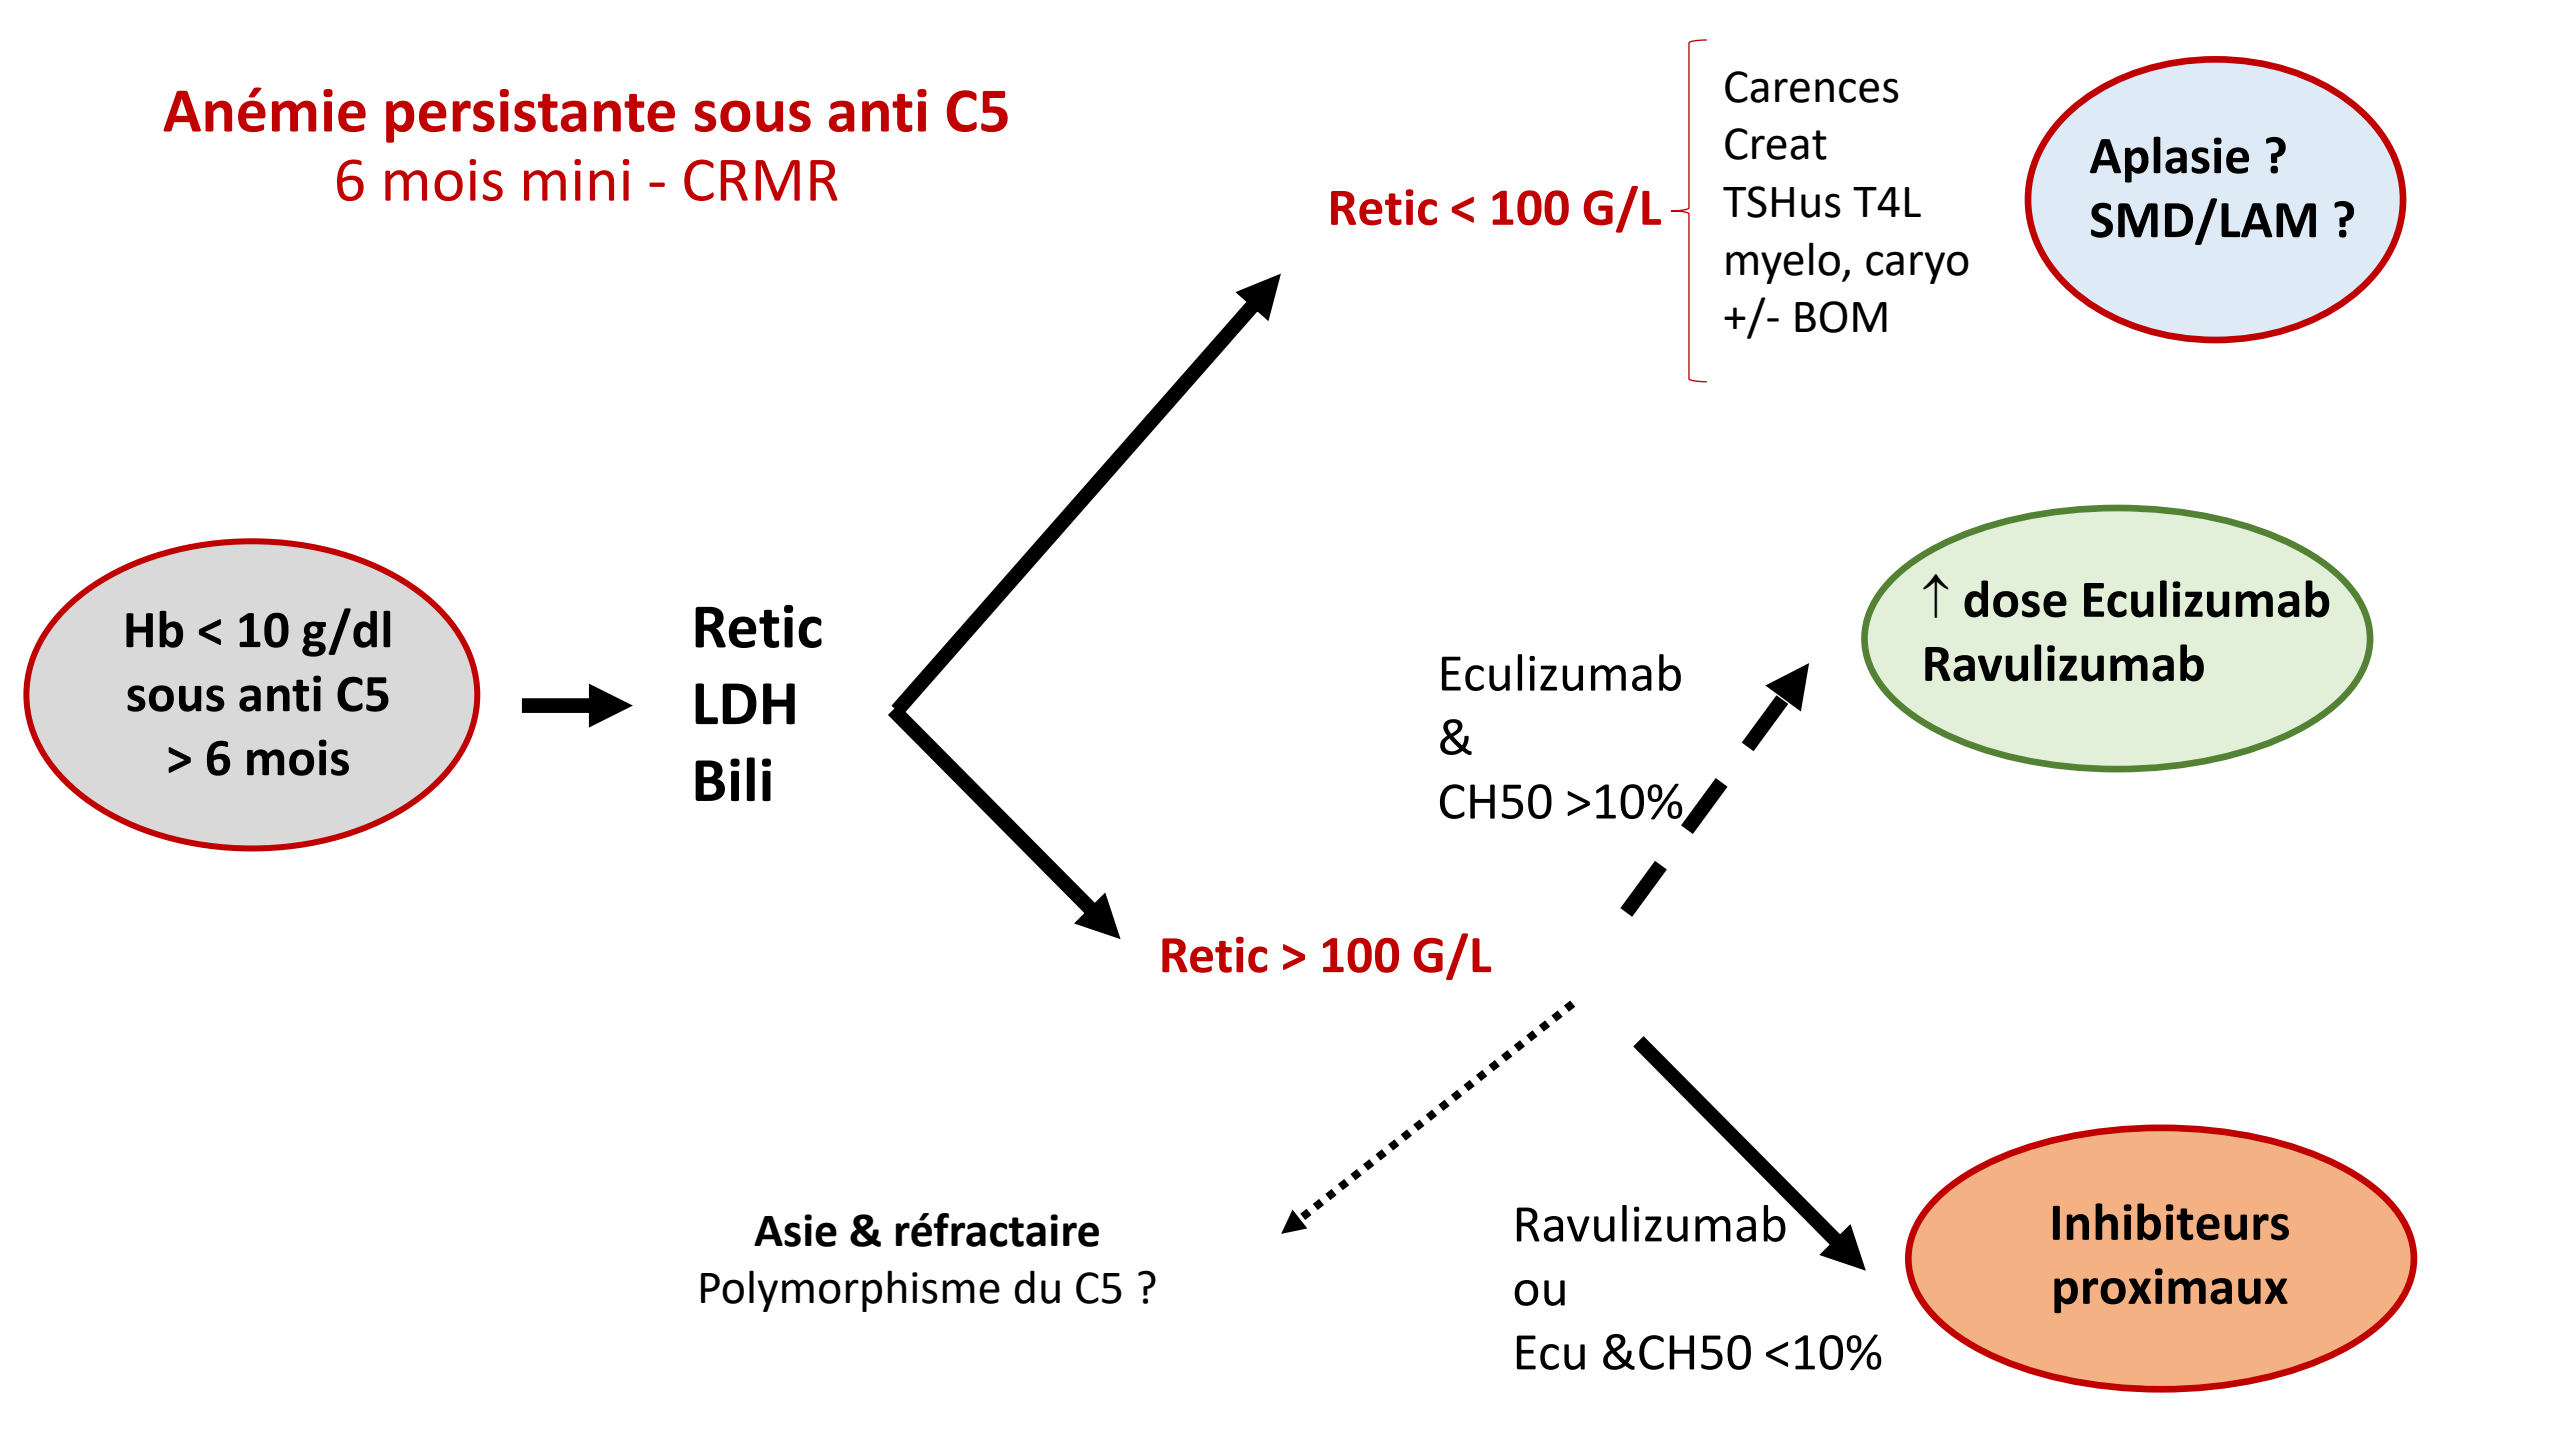 Anémie persistante sous anti C5
6 mois mini - CRMR
Retic < 100 G/L
Carences
Creat
TSHus T4L
myelo, caryo
+/- BOM
Aplasie ?
SMD/LAM ?
Hb < 10 g/dl
sous anti C5
> 6 mois
Retic
LDH
Bili
Eculizumab
&
CH50 >10%
↑ dose Eculizumab
Ravulizumab
Retic > 100 G/L
Asie & réfractaire
Polymorphisme du C5 ?
Ravulizumab
ou
Ecu &CH50 <10%
Inhibiteurs
proximaux